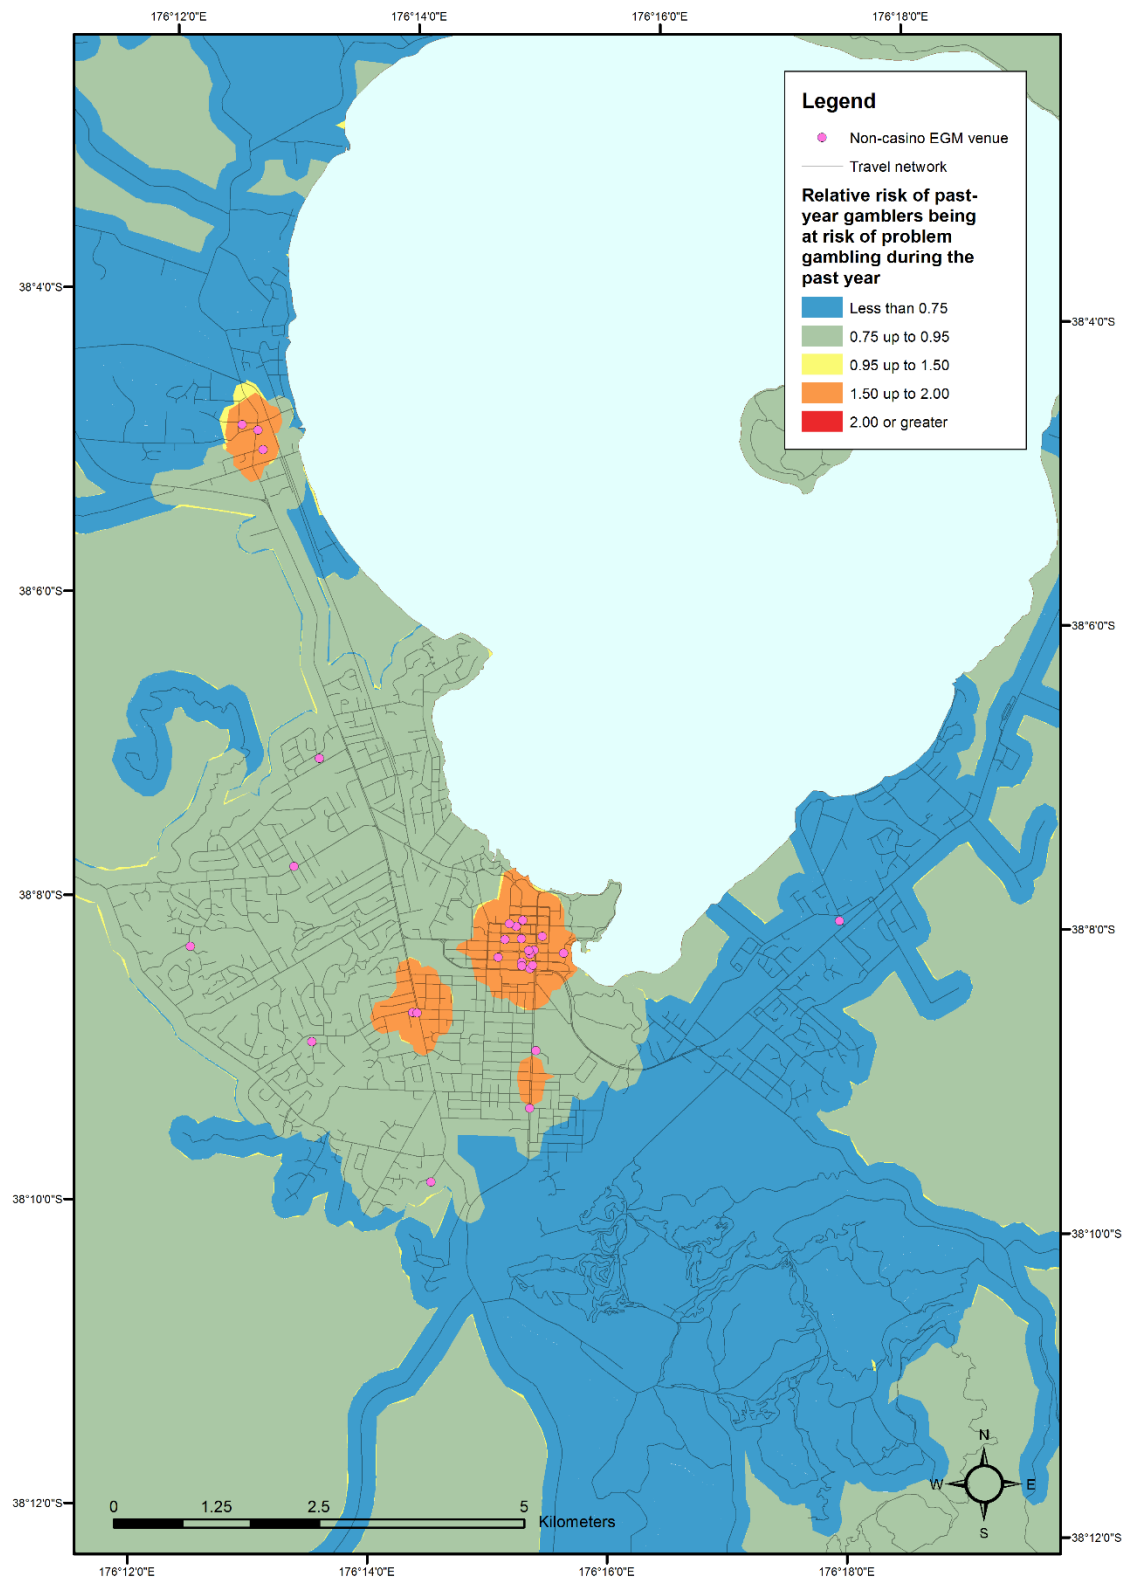 176°12'0"E 176°14'0"E 176°16'0"E 176°18'0"E
Legend
Non-casino EGM venue
Travel network
Relative risk of past-
year gamblers being
at risk of problem
gambling during the
past year
Less than 0.75
0.75 up to 0.95
0.95 up to 1.50
1.50 up to 2.00
2.00 or greater
38°4'0"S
38°4'0"S
38°6'0"S
38°6'0"S
38°8'0"S
38°8'0"S
38°10'0"S
38°10'0"S
N
W E
S
38°12'0"S
0 1.25 2.5 5
Kilometers
38°12'0"S
176°12'0"E 176°14'0"E 176°16'0"E 176°18'0"E